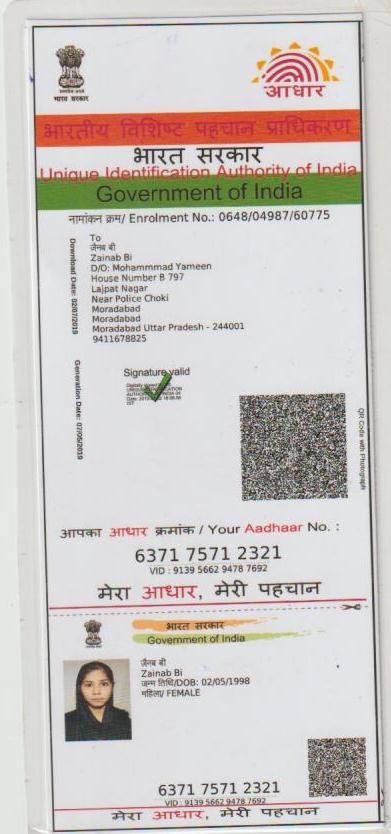 भारत सरकार
आधार
भारतीय विशिष्ट पहचान प्राधिकरण
भारत सरकार
Unique Identification Authority of India
Government of India
नामांकन क्रम/ Enrolment No.: 0648/04987/60775
To
जैनब बी
Zainab Bi
D/O: Mohammmad Yameen
House Number B 797
Lajpat Nagar
Near Police Choki
Moradabad
Moradabad
Moradabad Uttar Pradesh - 244001
9411678825
Download Date: 02/07/2019
Generation Date: 07/05/2019
Signature valid
QR Code with Photograph
आपका आधार क्रमांक / Your Aadhaar No. :
6371 7571 2321
VID : 9139 5662 9478 7692
मेरा आधार, मेरी पहचान
भारत सरकार
Government of India
जैनब बी
Zainab Bi
जन्म तिथि/DOB: 02/05/1998
महिला/ FEMALE
6371 7571 2321
VID : 9139 5662 9478 7692
मेरा आधार, मेरी पहचान